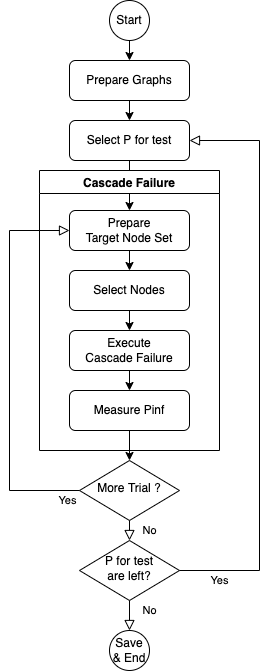 Start
Prepare Graphs
Select P for test
Cascade Failure
Prepare
Target Node Set
Select Nodes
Execute
Cascade Failure
Measure Pinf
More Trial ?
Yes
No
P for test
are left?
Yes
No
Save
& End